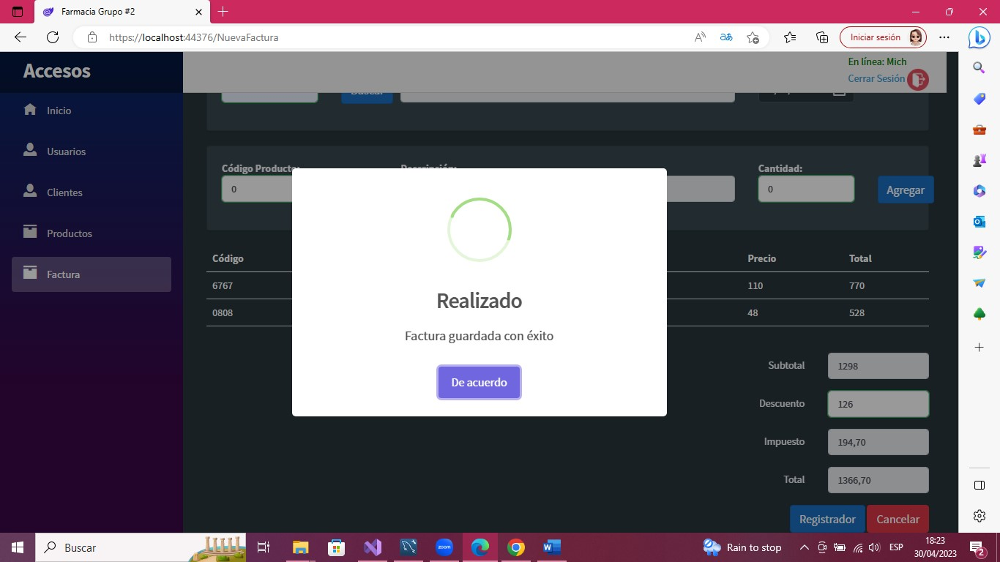 Farmacia Grupo #2
https://localhost:44376/NuevaFactura
Iniciar sesión
Accesos
En línea: Mich
Cerrar Sesión
Inicio
Usuarios
Clientes
Productos
Factura
Buscar
Código Producto:
Descripción:
Cantidad:
0
0
Agregar
Código
Precio
Total
6767
110
770
0808
48
528
Realizado
Factura guardada con éxito
De acuerdo
Subtotal
1298
Descuento
126
Impuesto
194,70
Total
1366,70
Registrador
Cancelar
Buscar
zoom
Rain to stop
ESP
18:23
30/04/2023
2